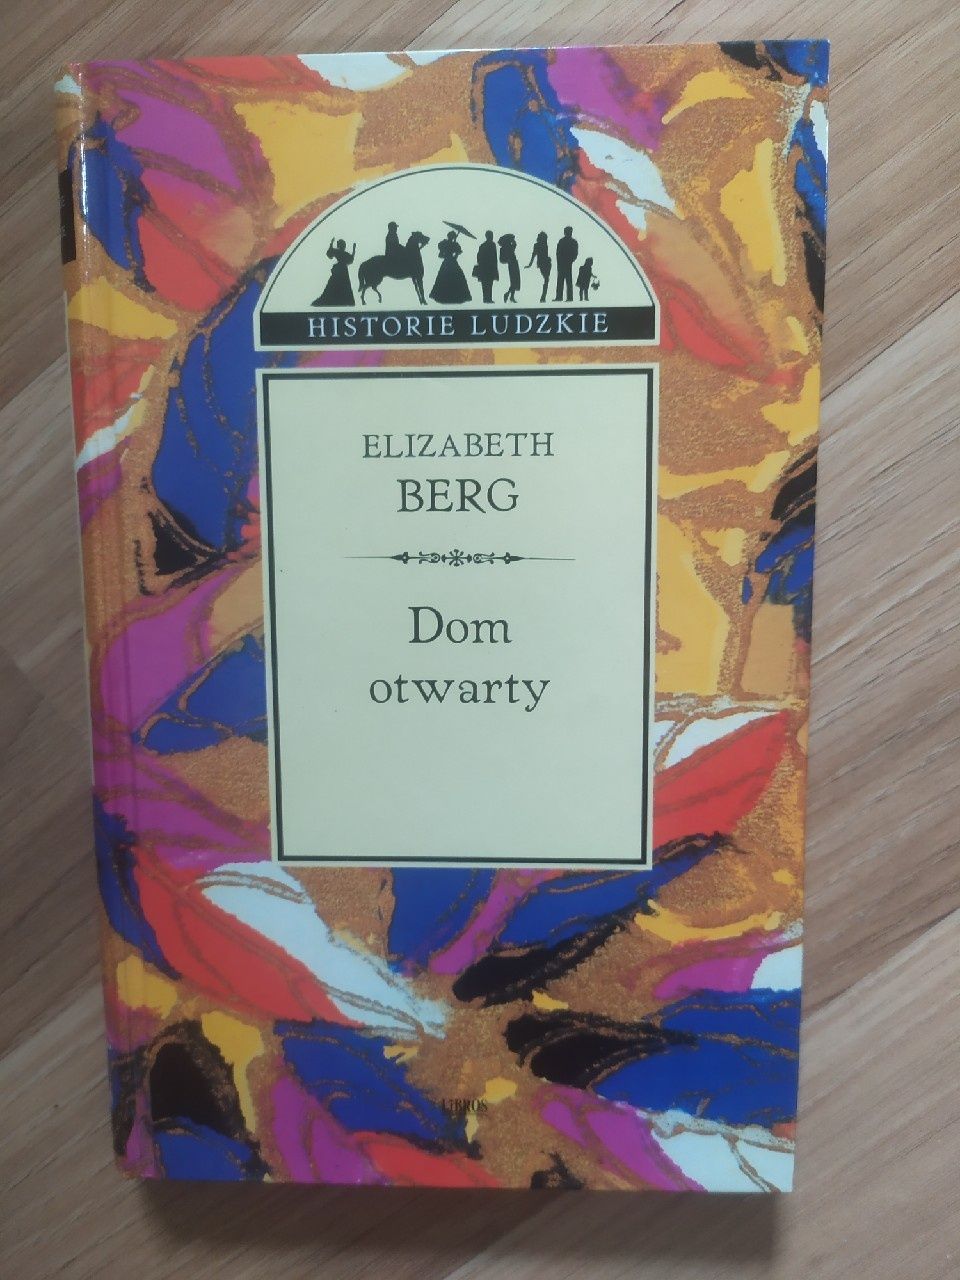 HISTORIE LUDZKIE
ELIZABETH
BERG
Dom
otwarty
LIBROS